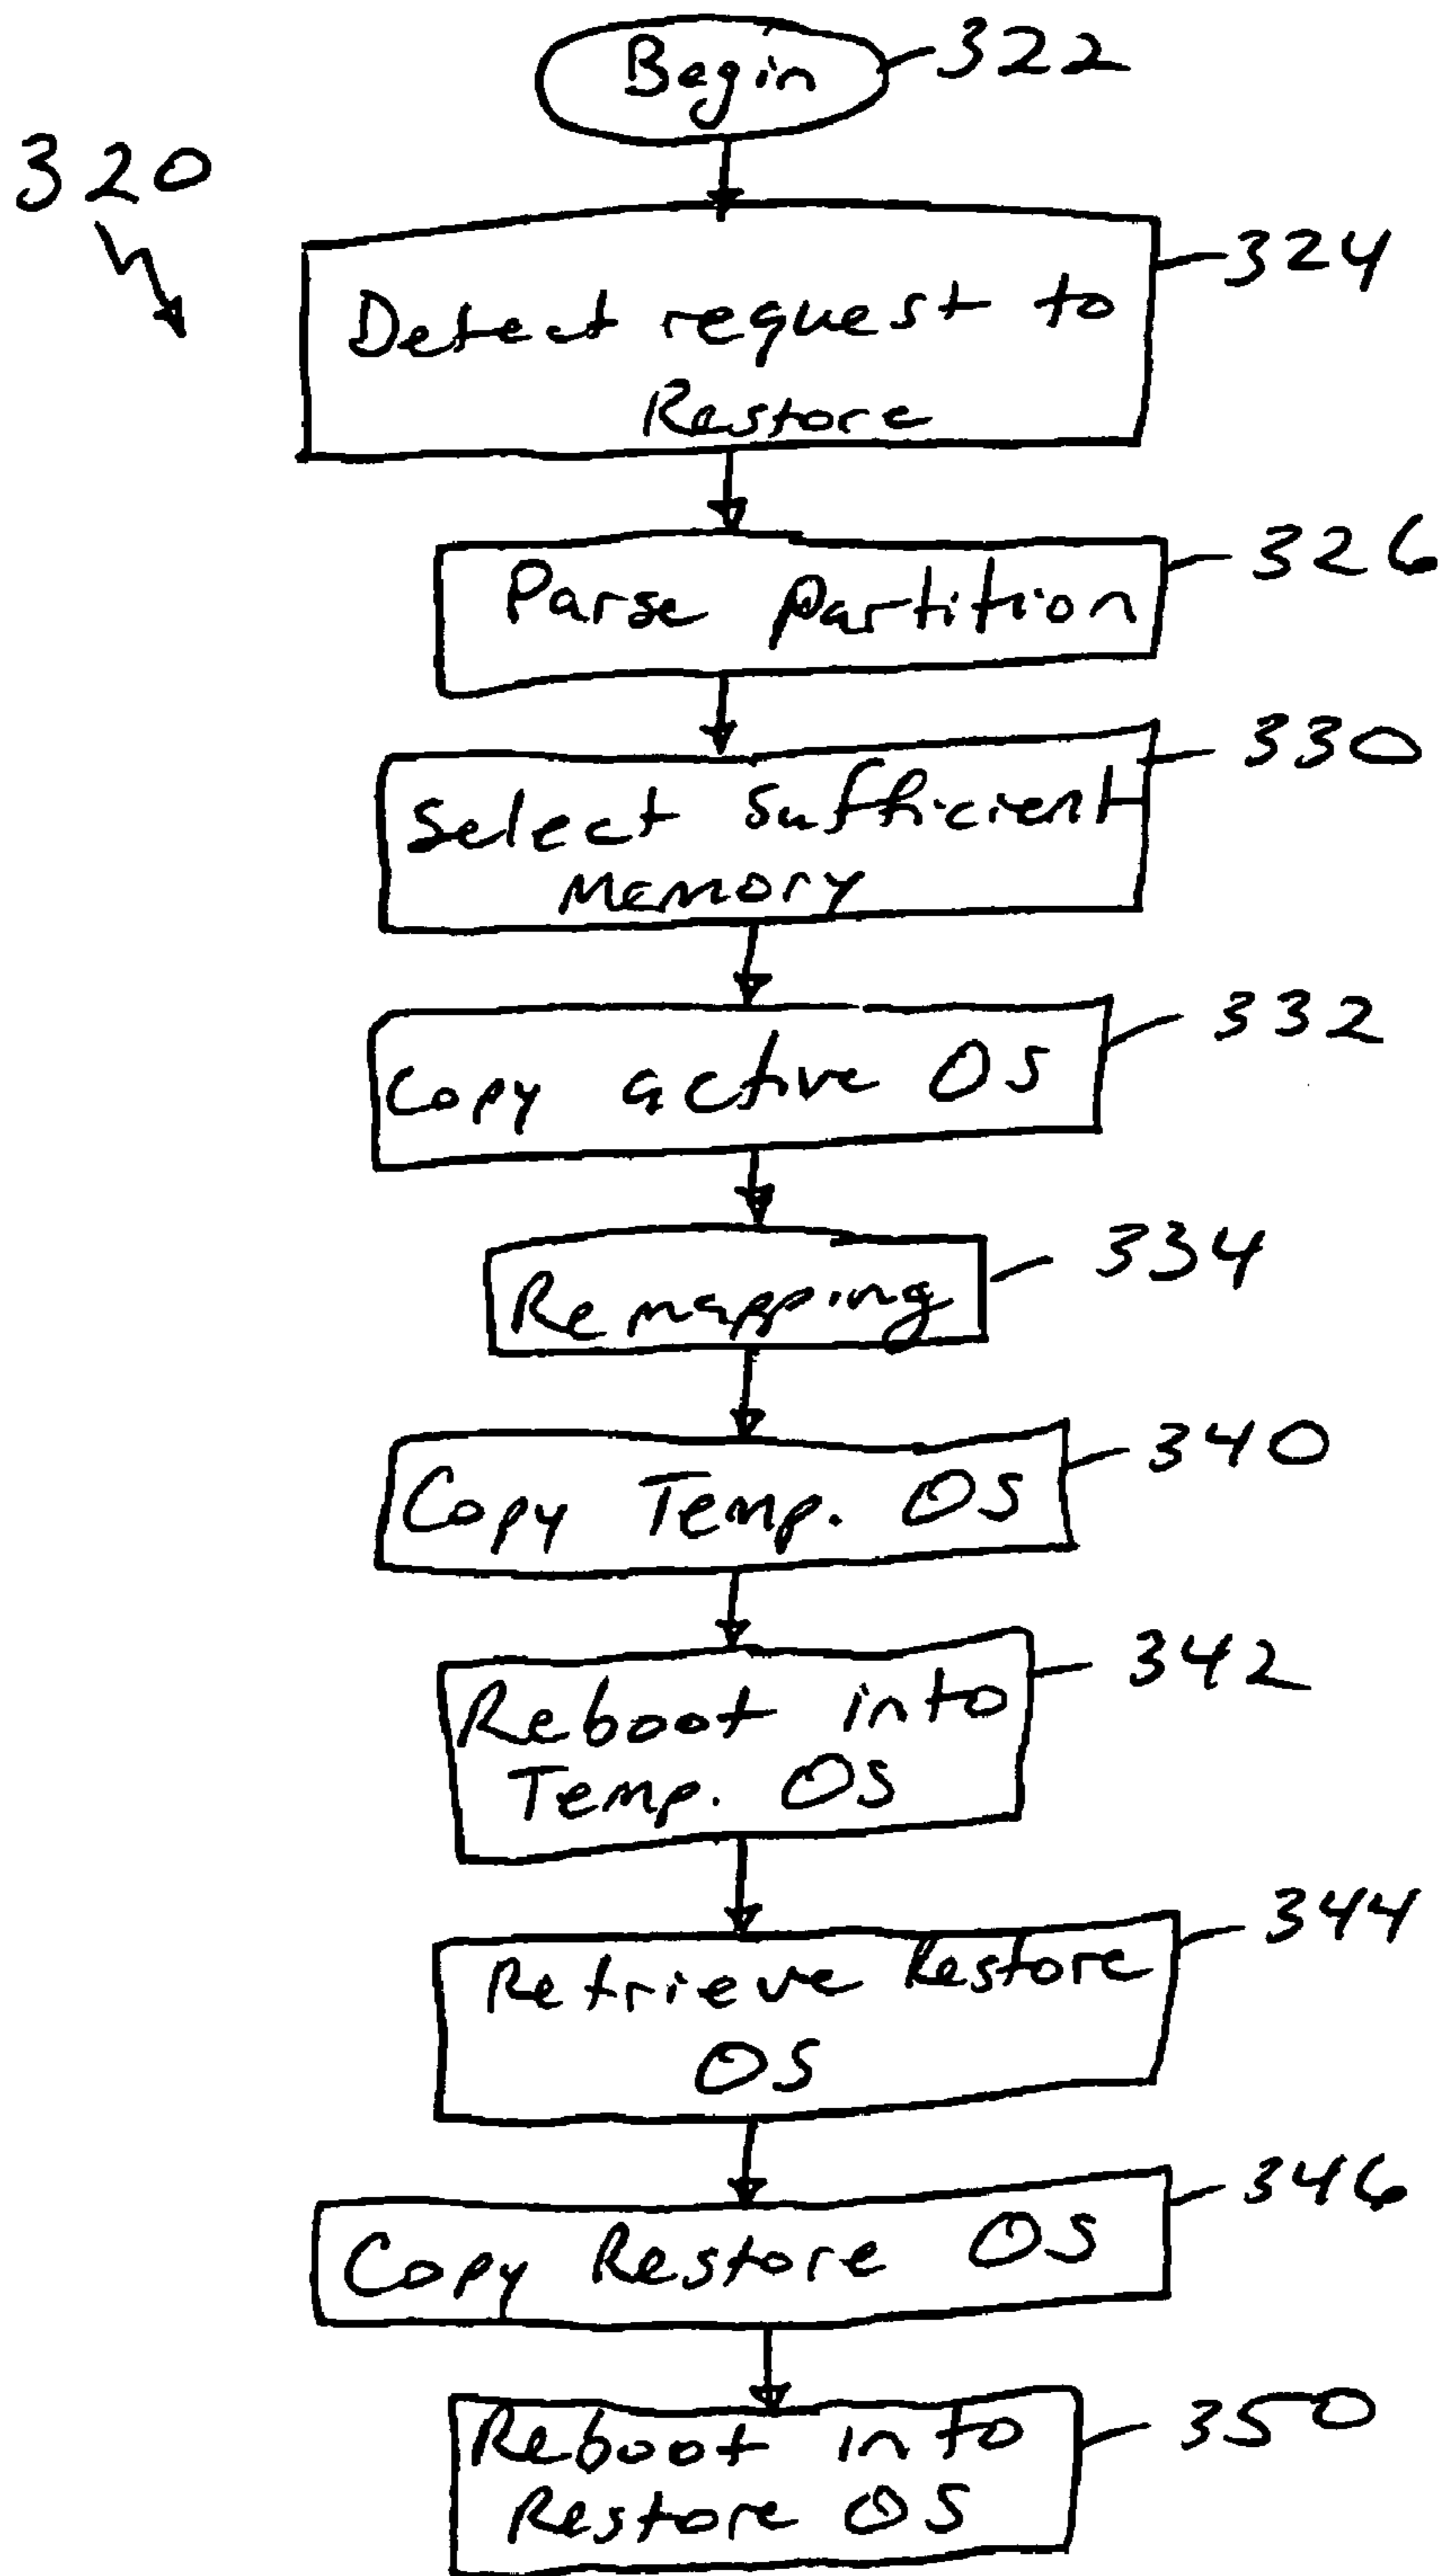 Begin
322
320
324
Detect request to
Restore
326
Parse Partition
330
Select Sufficient
Memory
332
Copy active OS
334
Remapping
340
Copy Temp. OS
342
Reboot into
Temp. OS
344
Retrieve Restore
OS
346
Copy Restore OS
350
Reboot into
Restore OS